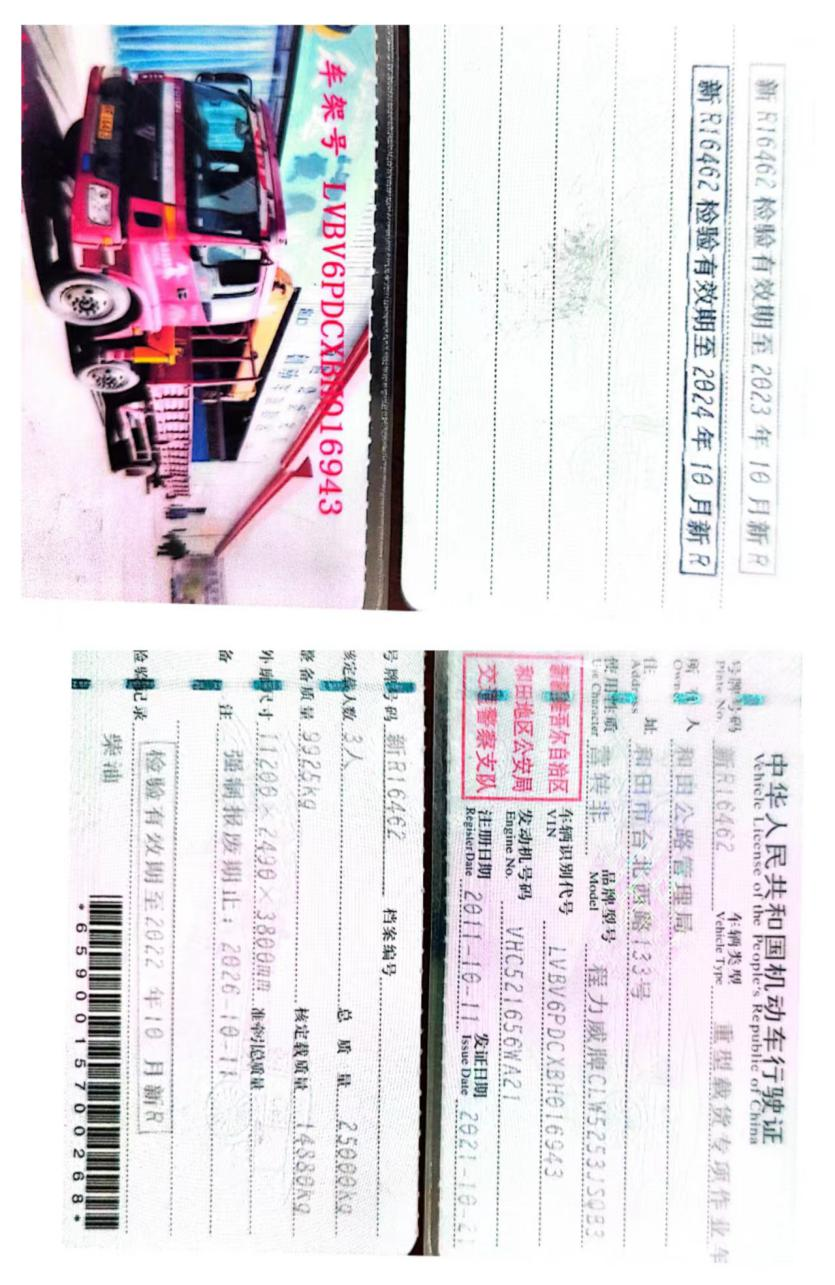 车架号 LVBV6PDCXBH016943
新R16462检验有效期至2023年10月新R
新R16462检验有效期至2024年10月新R
中华人民共和国机动车行驶证
Vehicle License of the People's Republic of China
号牌号码 新R16462 车辆类型 重型载货专项作业车
Plate No. Vehicle Type
所有人 和田公路管理局
Owner
住址 和田市台北西路133号
Address
使用性质 营转非 品牌型号 程力威牌CLW5253JSQB3
Use Character Model
新疆维吾尔自治区
和田地区公安局
交通警察支队
车辆识别代号 LVBV6PDCXBH016943
VIN
发动机号码 VHC521656WA21
Engine No.
注册日期 2011-10-11 发证日期 2021-10-21
Register Date Issue Date
号牌号码 新R16462 档案编号
核定载人数 3人 总质量 25000kg
整备质量 9925kg 核定载质量 14880kg
外廓尺寸 11200×2490×3800mm 准牵引总质量
备注 强制报废期止：2026-10-11
检验记录 检验有效期至2022年10月新R
柴油
*6590015700268*